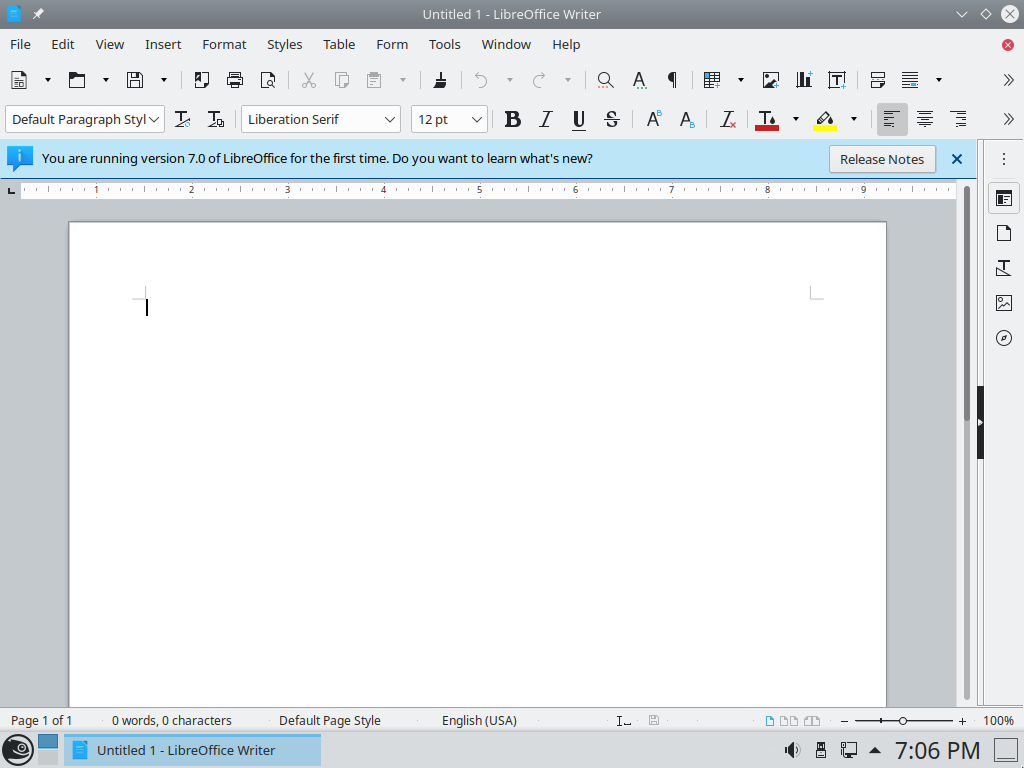 Untitled 1 - LibreOffice Writer
File Edit View Insert Format Styles Table Form Tools Window Help
Default Paragraph Styl Liberation Serif 12 pt
You are running version 7.0 of LibreOffice for the first time. Do you want to learn what's new? Release Notes
1 2 3 4 5 6 7 8 9
Page 1 of 1 0 words, 0 characters Default Page Style English (USA) 100%
Untitled 1 - LibreOffice Writer 7:06 PM